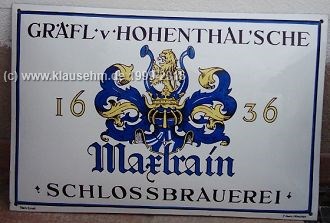 GRÄFL·v·HOHENTHAL'SCHE
(c) www.klausehm.de
16 36
Maxlrain
SCHLOSSBRAUEREI